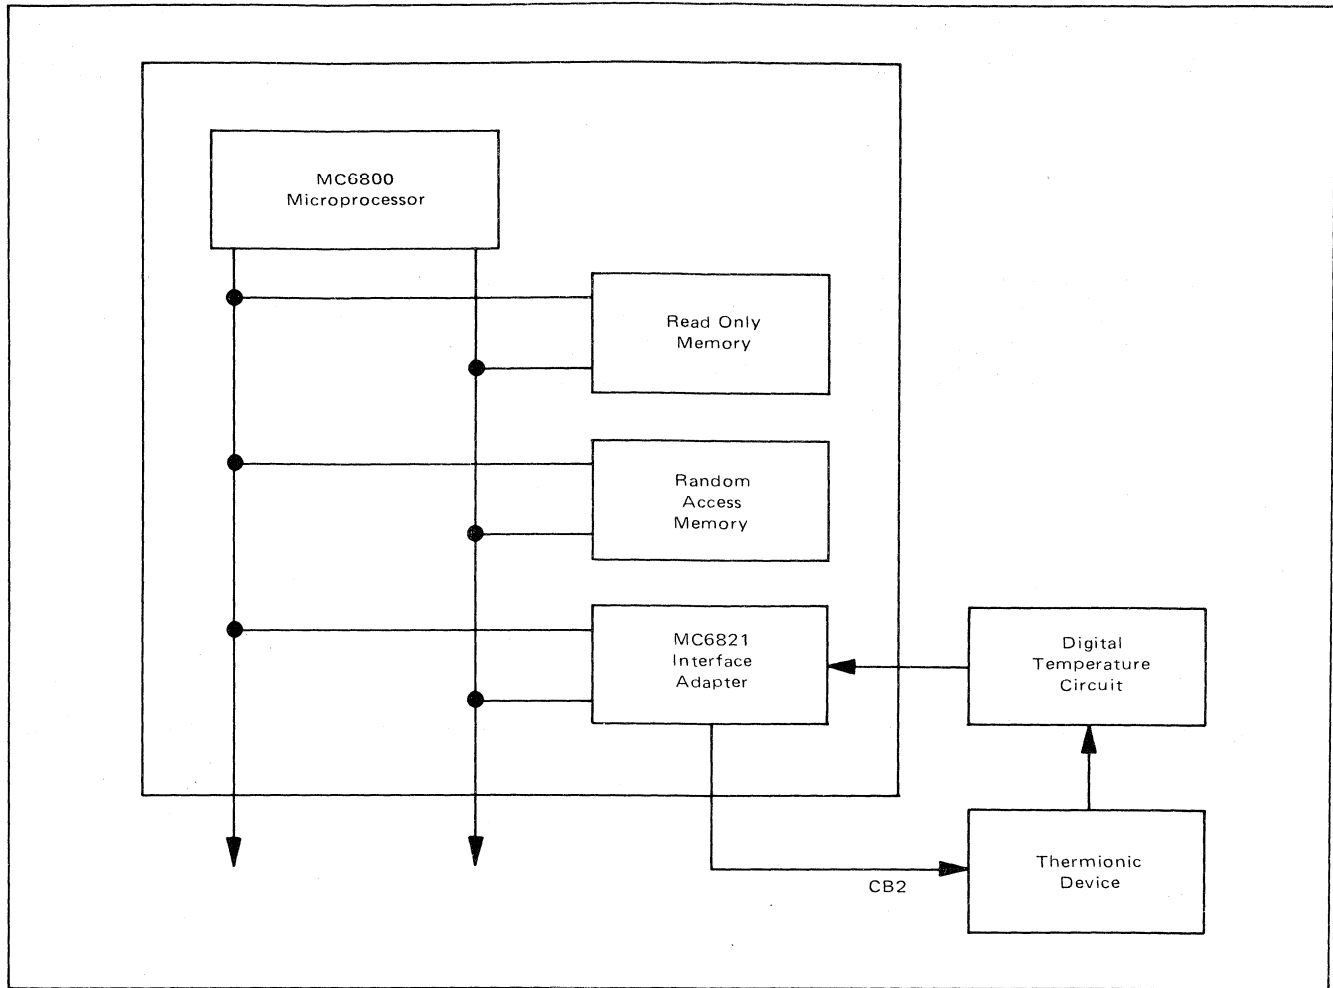 MC6800
Microprocessor
Read Only
Memory
Random
Access
Memory
MC6821
Interface
Adapter
Digital
Temperature
Circuit
Thermionic
Device
CB2